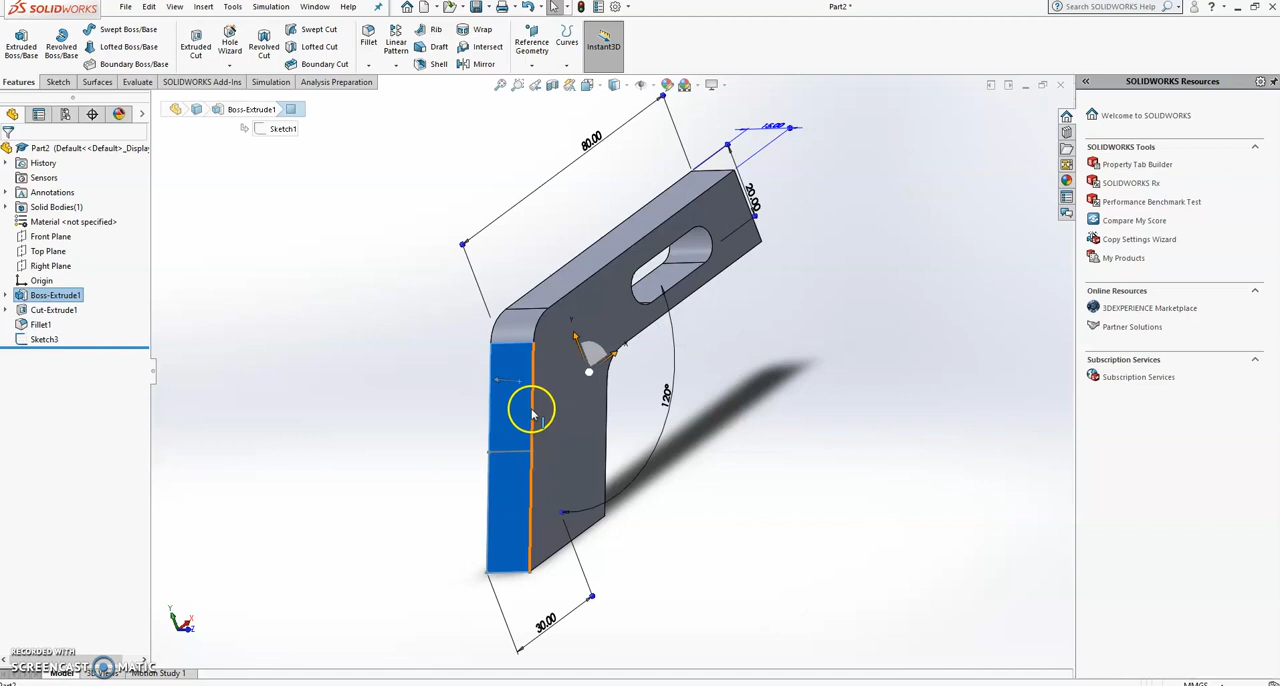 SOLIDWORKS
File Edit View Insert Tools Simulation Window Help
Part2 *
Search SOLIDWORKS Help
Extruded Boss/Base
Revolved Boss/Base
Swept Boss/Base
Lofted Boss/Base
Boundary Boss/Base
Extruded Cut
Hole Wizard
Revolved Cut
Swept Cut
Lofted Cut
Boundary Cut
Fillet
Linear Pattern
Rib
Draft
Shell
Wrap
Intersect
Mirror
Reference Geometry
Curves
Instant3D
Features Sketch Surfaces Evaluate SOLIDWORKS Add-Ins Simulation Analysis Preparation
Part2 (Default<<Default>_Display
History
Sensors
Annotations
Solid Bodies(1)
Material <not specified>
Front Plane
Top Plane
Right Plane
Origin
Boss-Extrude1
Cut-Extrude1
Fillet1
Sketch3
Boss-Extrude1
Sketch1
80.00
15.00
20.00
120°
30.00
Y
X
Y
X
Z
SOLIDWORKS Resources
Welcome to SOLIDWORKS
SOLIDWORKS Tools
Property Tab Builder
SOLIDWORKS Rx
Performance Benchmark Test
Compare My Score
Copy Settings Wizard
My Products
Online Resources
3DEXPERIENCE Marketplace
Partner Solutions
Subscription Services
Subscription Services
RECORDED WITH
SCREENCAST MATIC
Model 3D Views Motion Study 1
Part2
MMGS